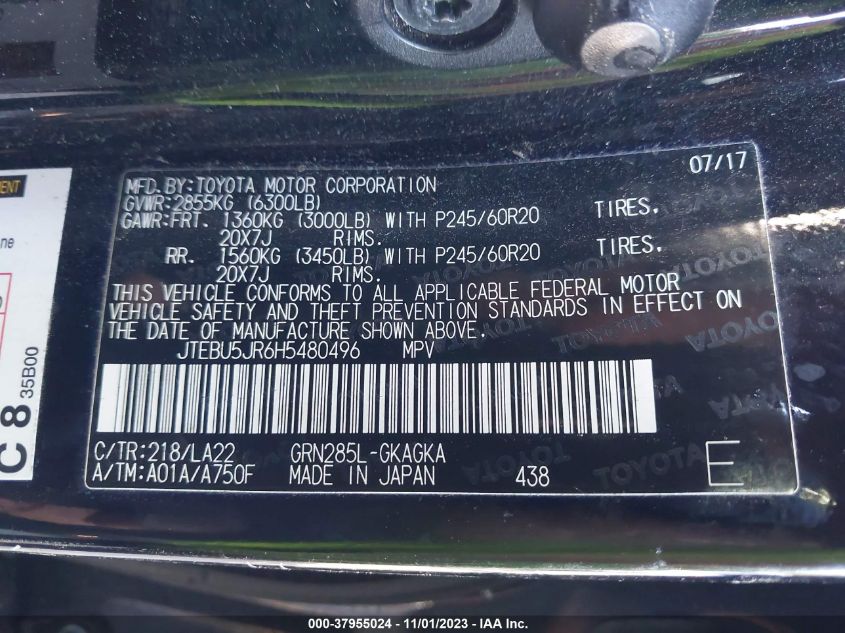 07/17
MFD.BY:TOYOTA MOTOR CORPORATION
GVWR:2855KG (6300LB)
GAWR:FRT. 1360KG (3000LB) WITH P245/60R20 TIRES,
20X7J RIMS.
RR. 1560KG (3450LB) WITH P245/60R20 TIRES,
20X7J RIMS.
THIS VEHICLE CONFORMS TO ALL APPLICABLE FEDERAL MOTOR
VEHICLE SAFETY AND THEFT PREVENTION STANDARDS IN EFFECT ON
THE DATE OF MANUFACTURE SHOWN ABOVE.
JTEBU5JR6H5480496 MPV
C/TR:218/LA22 GRN285L-GKAGKA
A/TM:A01A/A750F MADE IN JAPAN 438 E
C 8
35B00
000-37955024 - 11/01/2023 - IAA Inc.